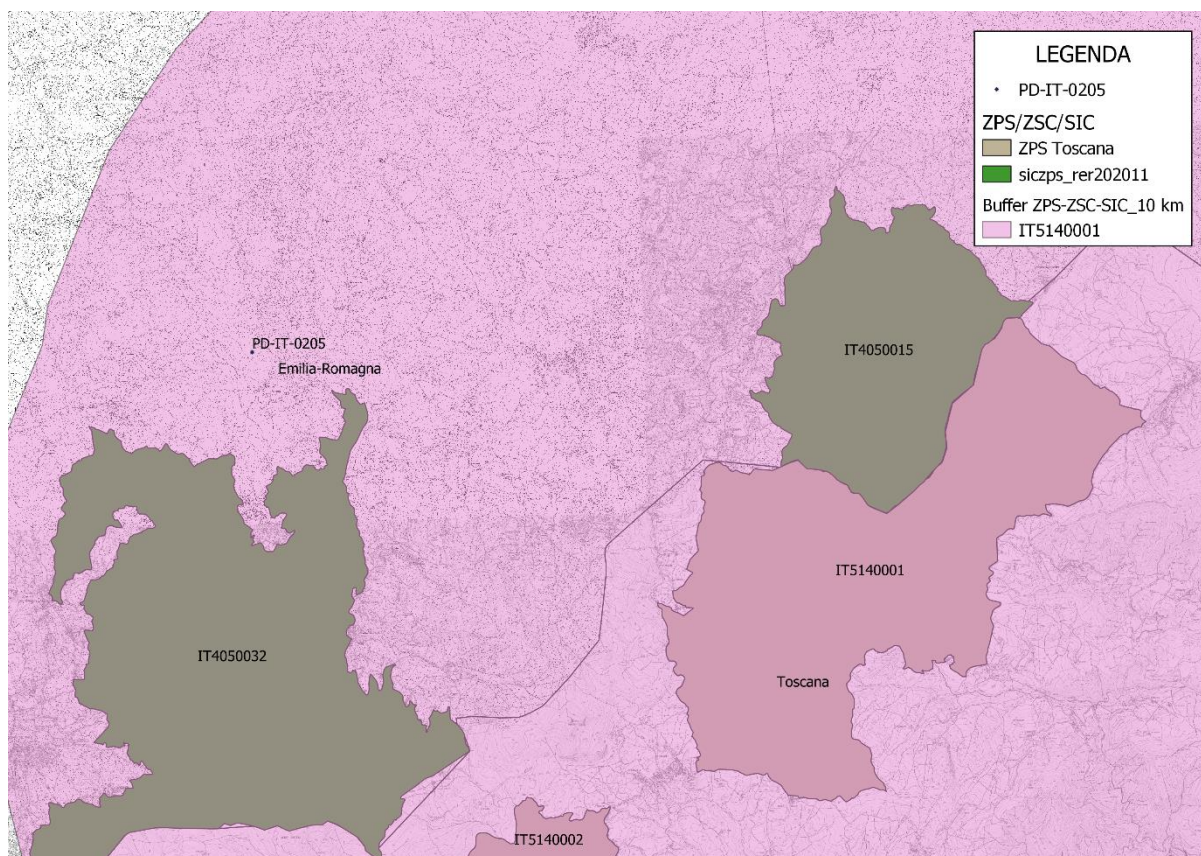 LEGENDA
PD-IT-0205
ZPS/ZSC/SIC
ZPS Toscana
siczps_rer202011
Buffer ZPS-ZSC-SIC_10 km
IT5140001
PD-IT-0205
Emilia-Romagna
IT4050015
IT5140001
IT4050032
Toscana
IT5140002